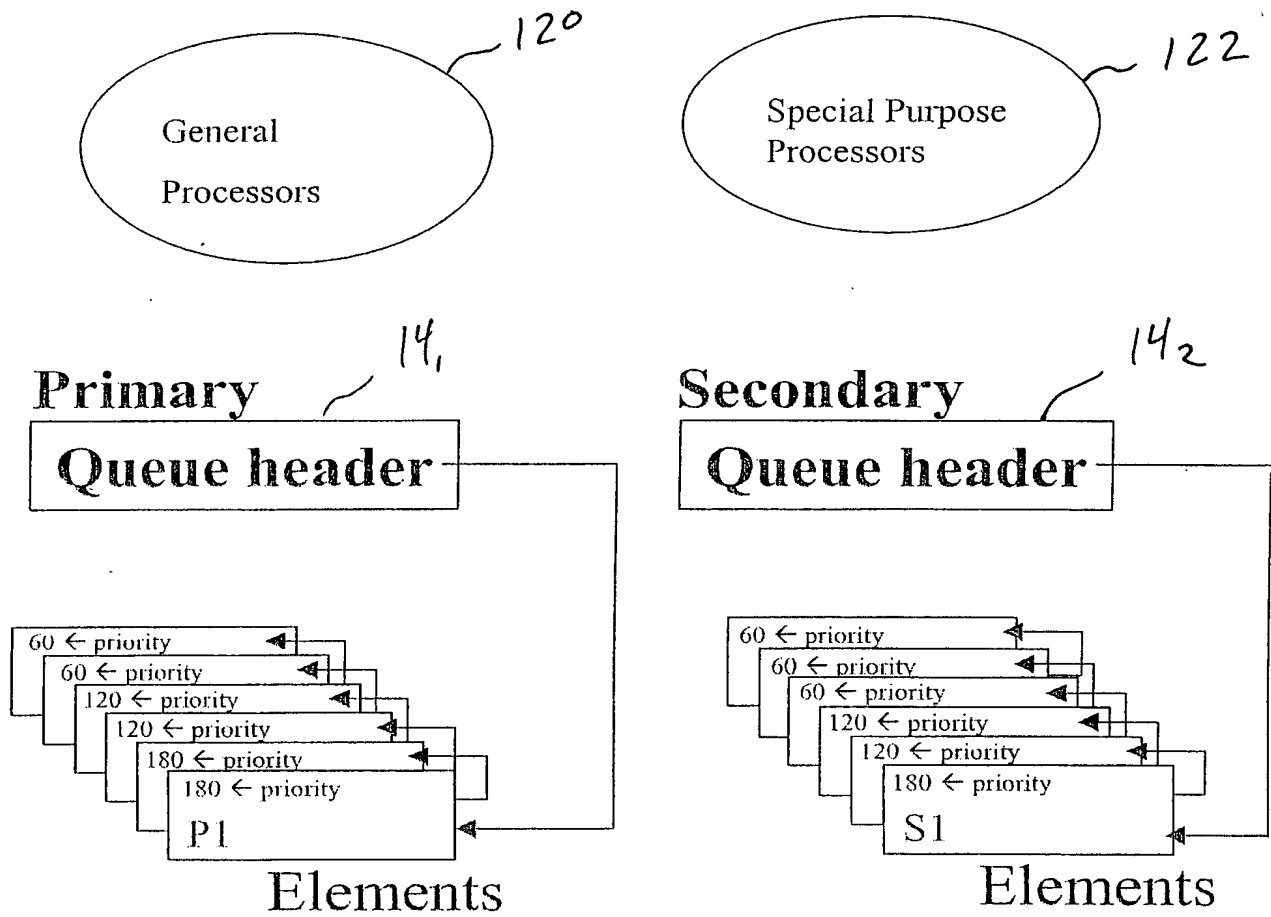 120
General
Processors
122
Special Purpose
Processors
14₁
Primary
Queue header
14₂
Secondary
Queue header
60 ← priority
60 ← priority
120 ← priority
120 ← priority
180 ← priority
180 ← priority
P1
Elements
60 ← priority
60 ← priority
60 ← priority
120 ← priority
120 ← priority
180 ← priority
S1
Elements